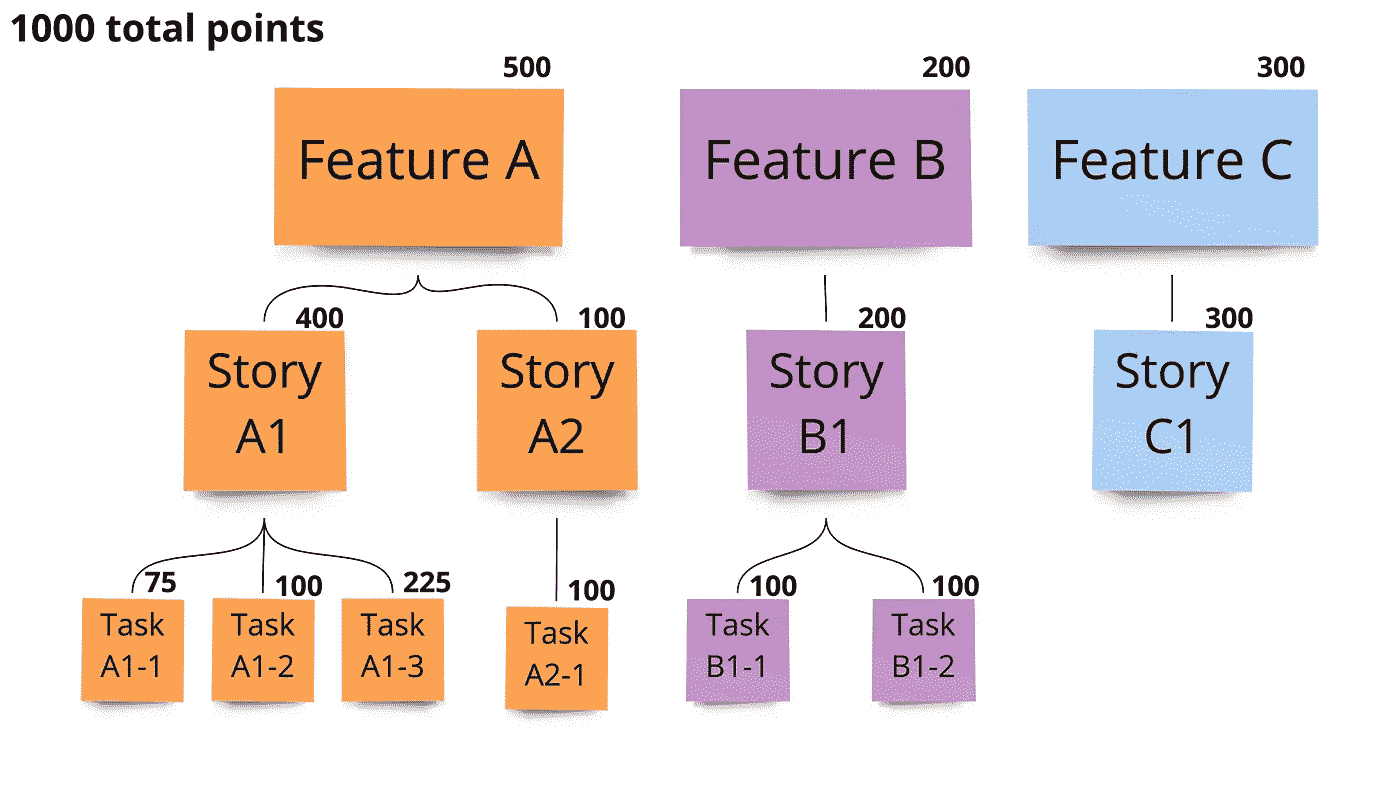 1000 total points
500
200
300
Feature A
Feature B
Feature C
400
100
200
300
Story
A1
Story
A2
Story
B1
Story
C1
75
100
225
100
100
100
Task
A1-1
Task
A1-2
Task
A1-3
Task
A2-1
Task
B1-1
Task
B1-2